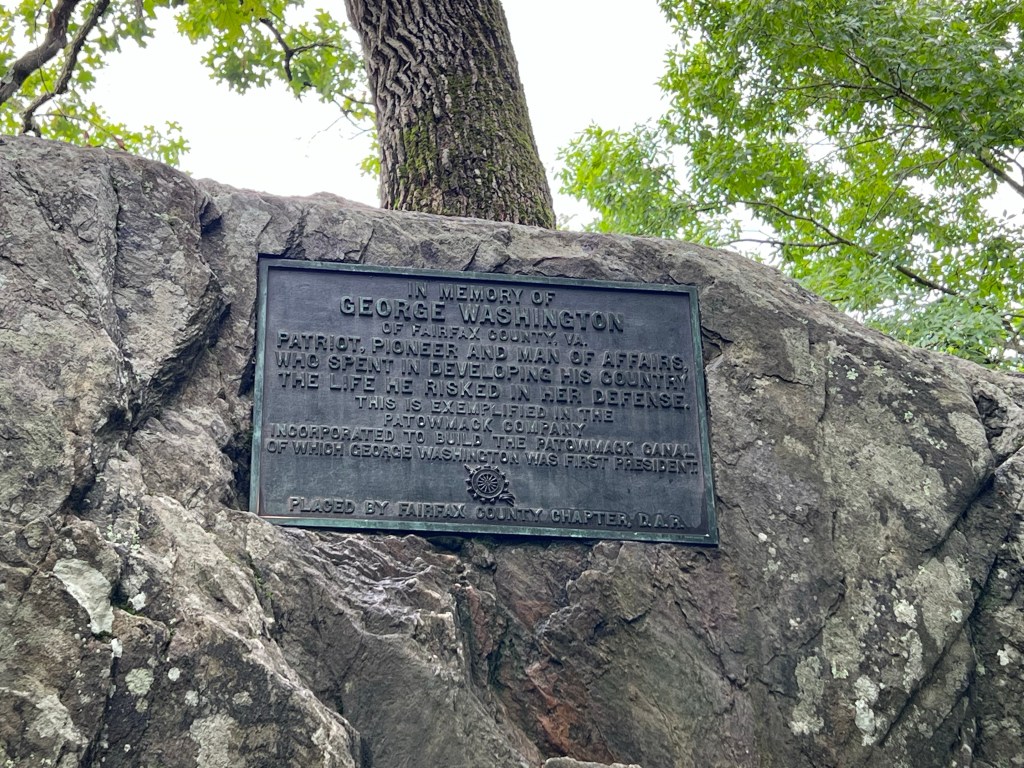 IN MEMORY OF
GEORGE WASHINGTON
OF FAIRFAX COUNTY, VA.
PATRIOT, PIONEER AND MAN OF AFFAIRS,
WHO SPENT IN DEVELOPING HIS COUNTRY
THE LIFE HE RISKED IN HER DEFENSE.
THIS IS EXEMPLIFIED IN THE
PATOWMACK COMPANY
INCORPORATED TO BUILD THE PATOWMACK CANAL
OF WHICH GEORGE WASHINGTON WAS FIRST PRESIDENT.
PLACED BY FAIRFAX COUNTY CHAPTER, D.A.R.